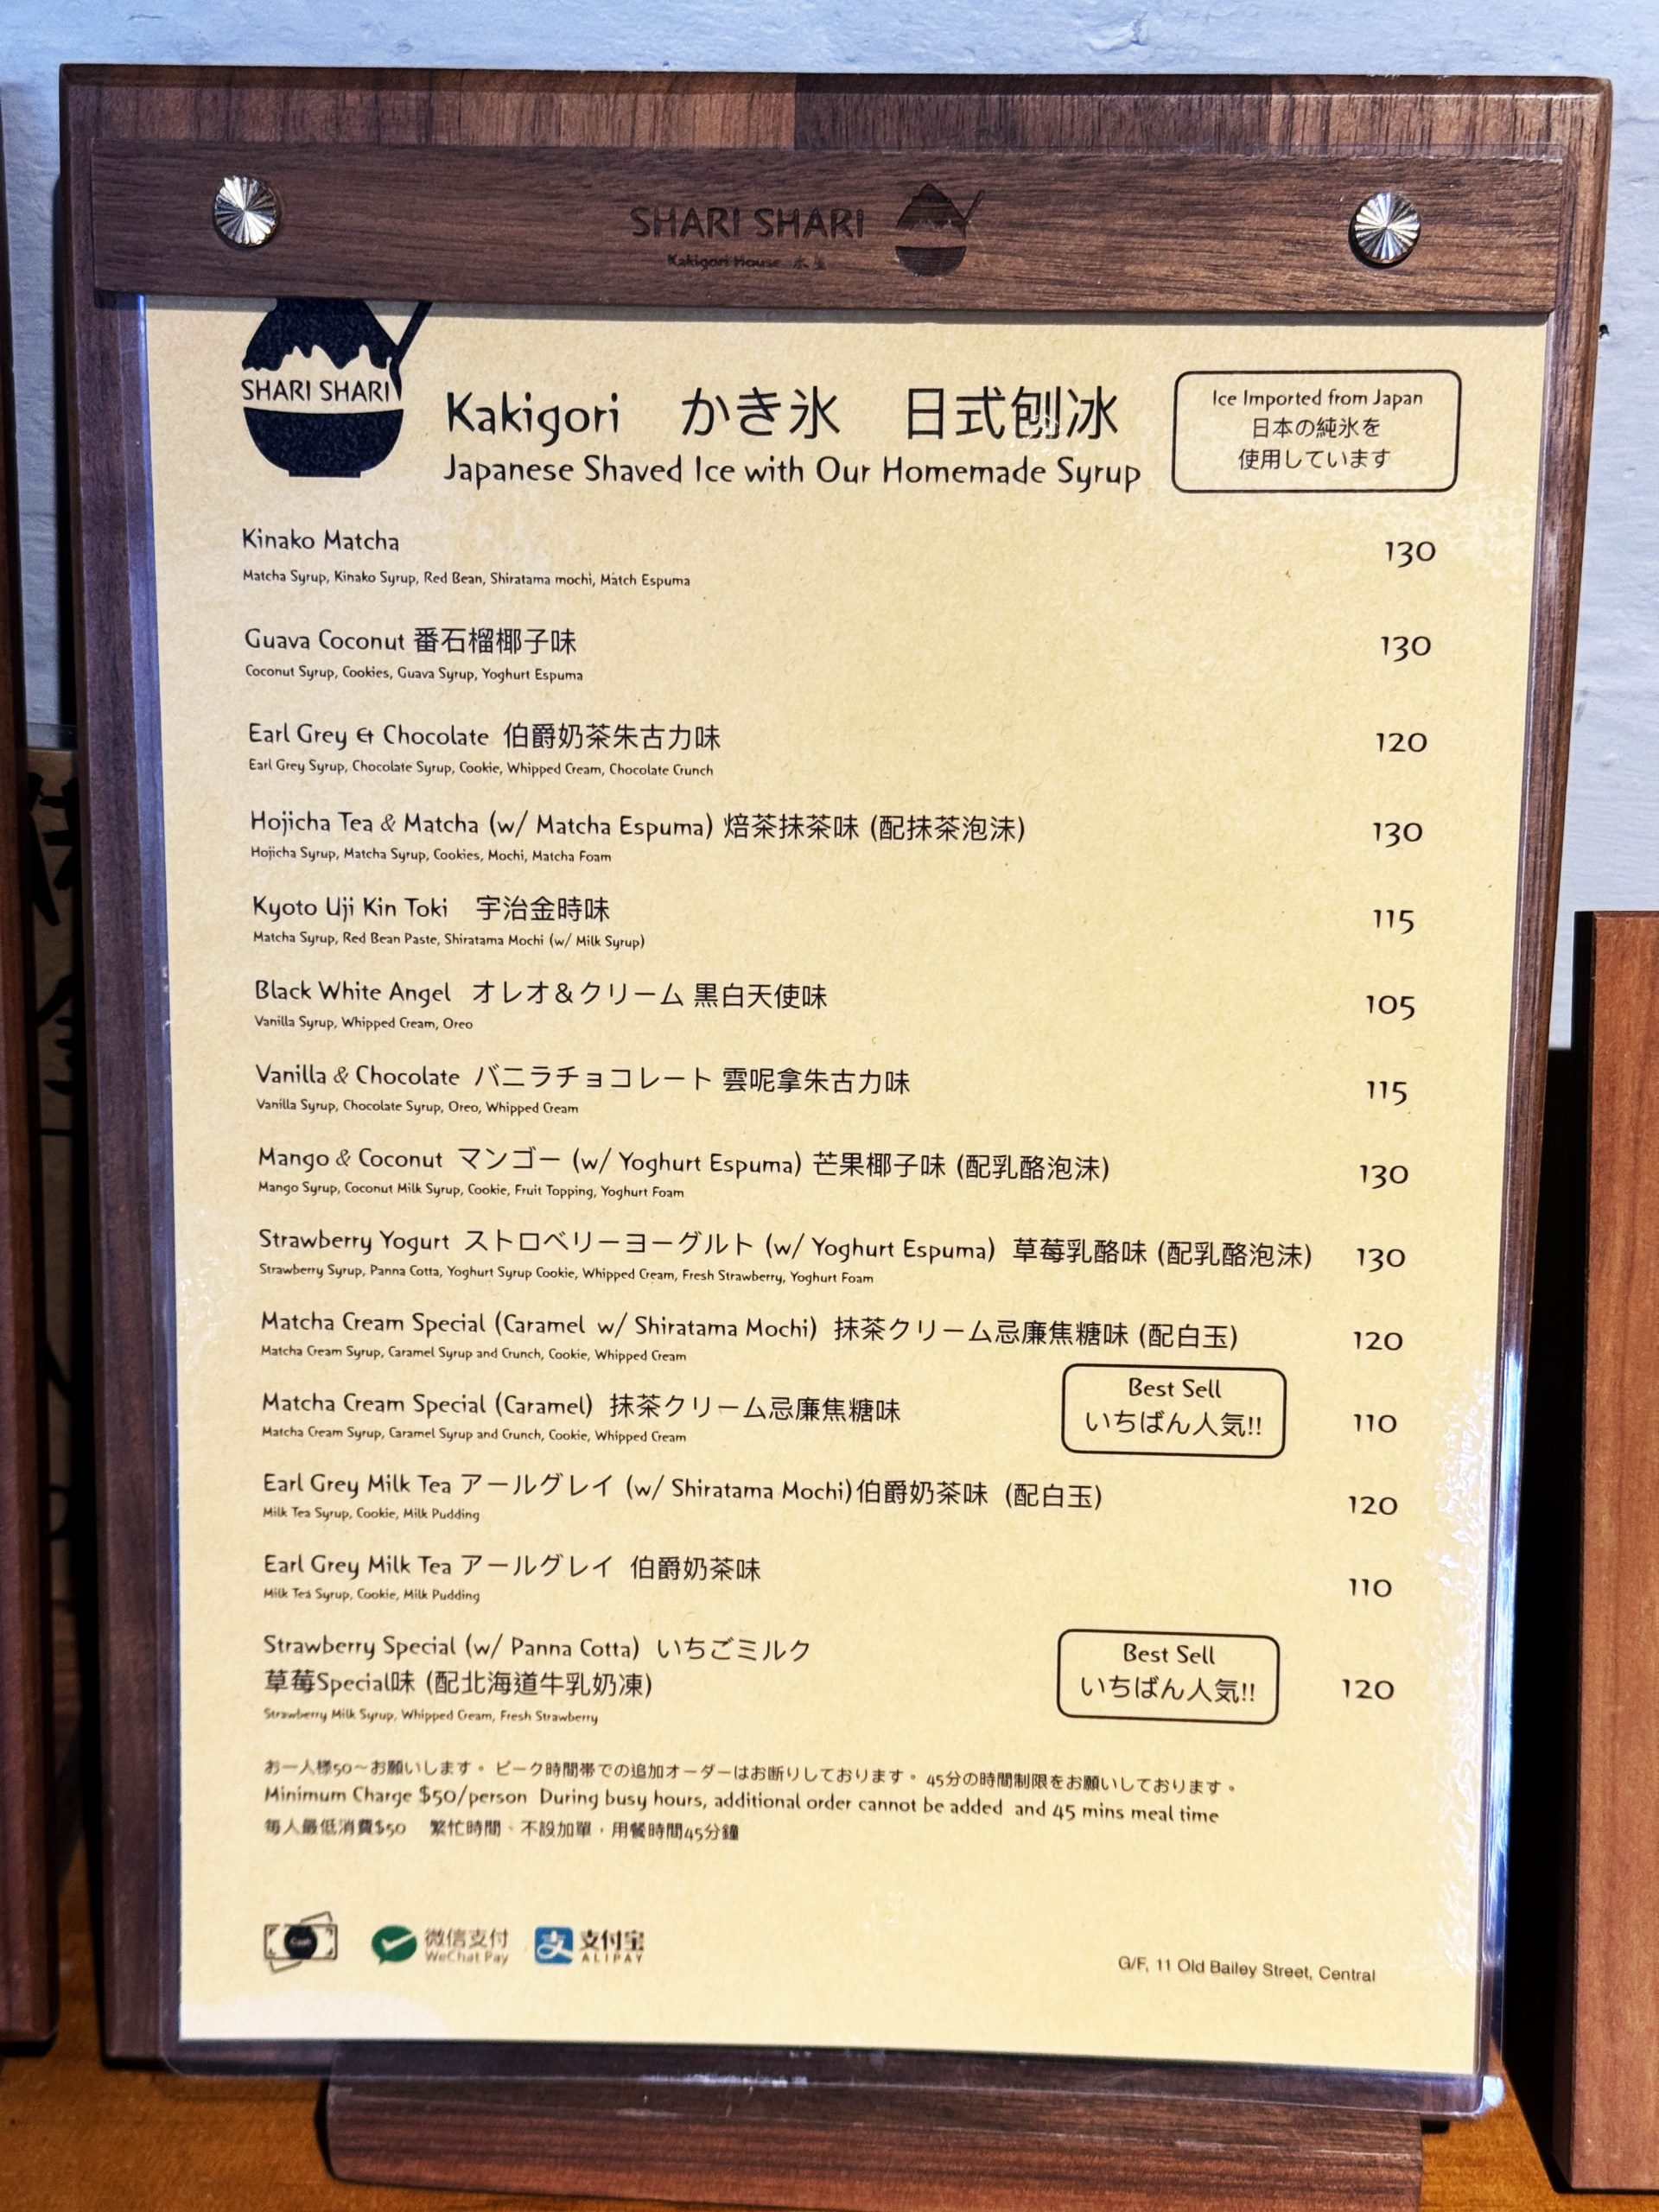 SHARI SHARI
Kakigori House
SHARI SHARI
Kakigori かき氷 日式刨冰
Japanese Shaved Ice with Our Homemade Syrup
Ice Imported from Japan
日本の純氷を
使用しています
Kinako Matcha 130
Matcha Syrup, Kinako Syrup, Red Bean, Shiratama mochi, Match Espuma
Guava Coconut 番石榴椰子味 130
Coconut Syrup, Cookies, Guava Syrup, Yoghurt Espuma
Earl Grey & Chocolate 伯爵奶茶朱古力味 120
Earl Grey Syrup, Chocolate Syrup, Cookie, Whipped Cream, Chocolate Crunch
Hojicha Tea & Matcha (w/ Matcha Espuma) 焙茶抹茶味 (配抹茶泡沫) 130
Hojicha Syrup, Matcha Syrup, Cookies, Mochi, Matcha Foam
Kyoto Uji Kin Toki 宇治金時味 115
Matcha Syrup, Red Bean Paste, Shiratama Mochi (w/ Milk Syrup)
Black White Angel オレオ&クリーム 黒白天使味 105
Vanilla Syrup, Whipped Cream, Oreo
Vanilla & Chocolate バニラチョコレート 雲呢拿朱古力味 115
Vanilla Syrup, Chocolate Syrup, Oreo, Whipped Cream
Mango & Coconut マンゴー (w/ Yoghurt Espuma) 芒果椰子味 (配乳酪泡沫) 130
Mango Syrup, Coconut Milk Syrup, Cookie, Fruit Topping, Yoghurt Foam
Strawberry Yogurt ストロベリーヨーグルト (w/ Yoghurt Espuma) 草莓乳酪味 (配乳酪泡沫) 130
Strawberry Syrup, Panna Cotta, Yoghurt Syrup Cookie, Whipped Cream, Fresh Strawberry, Yoghurt Foam
Matcha Cream Special (Caramel w/ Shiratama Mochi) 抹茶クリーム忌廉焦糖味 (配白玉) 120
Matcha Cream Syrup, Caramel Syrup and Crunch, Cookie, Whipped Cream
Best Sell
いちばん人気!!
Matcha Cream Special (Caramel) 抹茶クリーム忌廉焦糖味 110
Matcha Cream Syrup, Caramel Syrup and Crunch, Cookie, Whipped Cream
Earl Grey Milk Tea アールグレイ (w/ Shiratama Mochi)伯爵奶茶味 (配白玉) 120
Milk Tea Syrup, Cookie, Milk Pudding
Earl Grey Milk Tea アールグレイ 伯爵奶茶味 110
Milk Tea Syrup, Cookie, Milk Pudding
Strawberry Special (w/ Panna Cotta) いちごミルク
草莓Special味 (配北海道牛乳奶凍) 120
Strawberry Milk Syrup, Whipped Cream, Fresh Strawberry
Best Sell
いちばん人気!!
お一人様50～お願いします。ピーク時間帯での追加オーダーはお断りしております。45分の時間制限をお願いしております。
Minimum Charge $50/person During busy hours, additional order cannot be added and 45 mins meal time
每人最低消費$50 繁忙時間、不設加單，用餐時間45分鐘
Cash
微信支付
WeChat Pay
支 支付宝
ALIPAY
G/F, 11 Old Bailey Street, Central